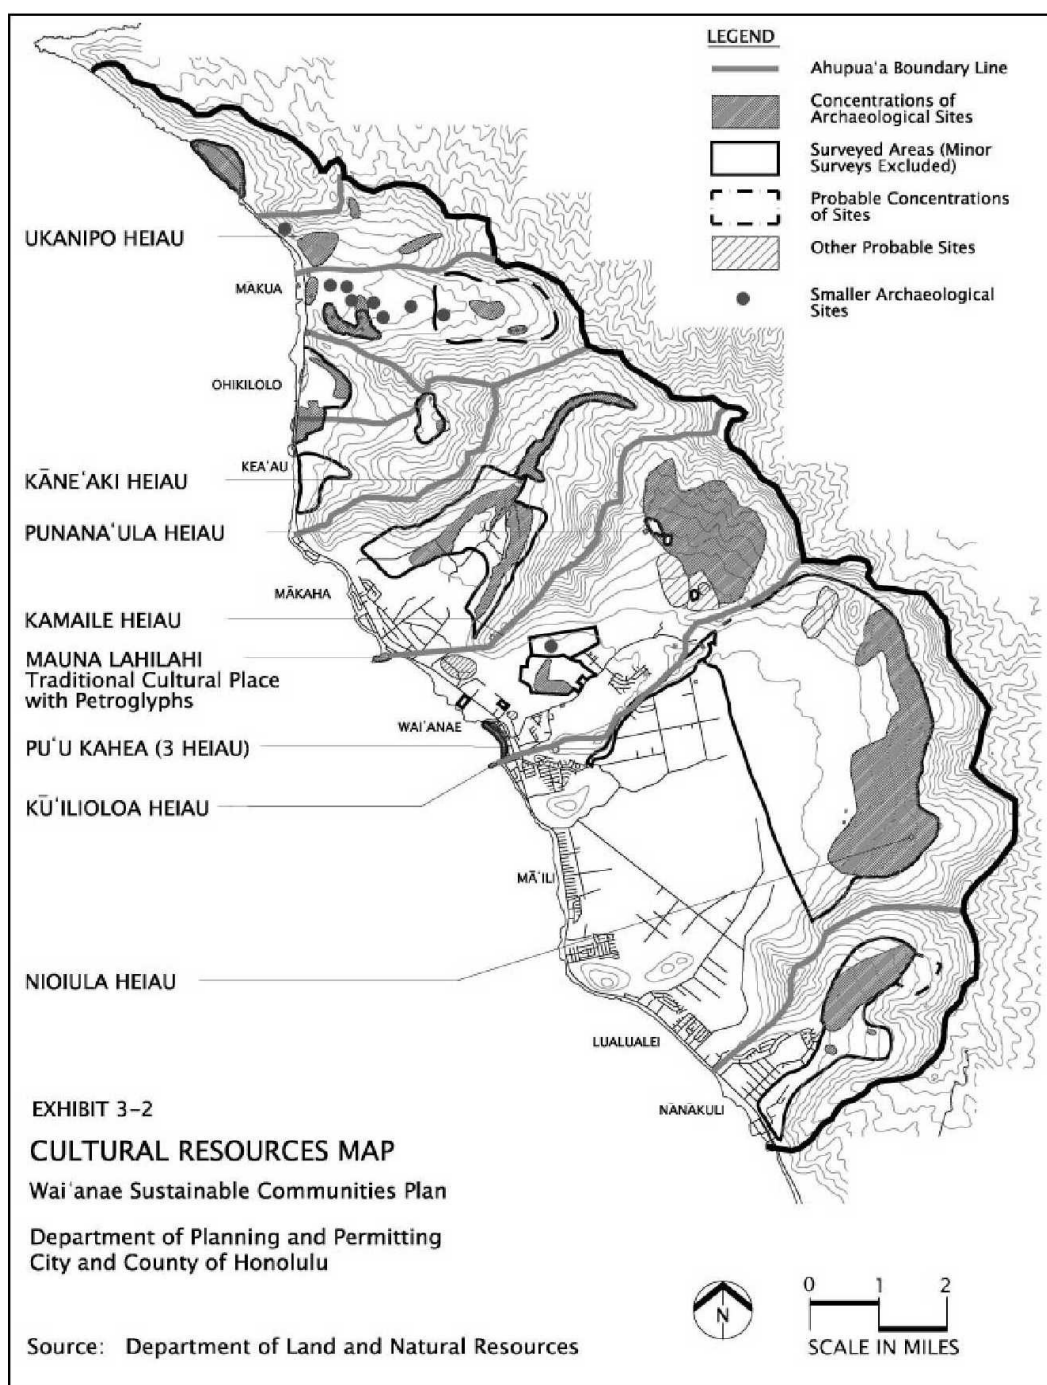 LEGEND
Ahupua'a Boundary Line
Concentrations of
Archaeological Sites
Surveyed Areas (Minor
Surveys Excluded)
Probable Concentrations
of Sites
Other Probable Sites
Smaller Archaeological
Sites
UKANIPO HEIAU
MĀKUA
OHIKILOLO
KEA'AU
KĀNE'AKI HEIAU
PUNANA'ULA HEIAU
MĀKAHA
KAMAILE HEIAU
MAUNA LAHILAHI
Traditional Cultural Place
with Petroglyphs
WAI'ANAE
PU'U KAHEA (3 HEIAU)
KŪ'ILIOLOA HEIAU
MĀ'ILI
NIOIULA HEIAU
LUALUALEI
NĀNĀKULI
EXHIBIT 3-2
CULTURAL RESOURCES MAP
Wai'anae Sustainable Communities Plan
Department of Planning and Permitting
City and County of Honolulu
Source: Department of Land and Natural Resources
N
0 1 2
SCALE IN MILES